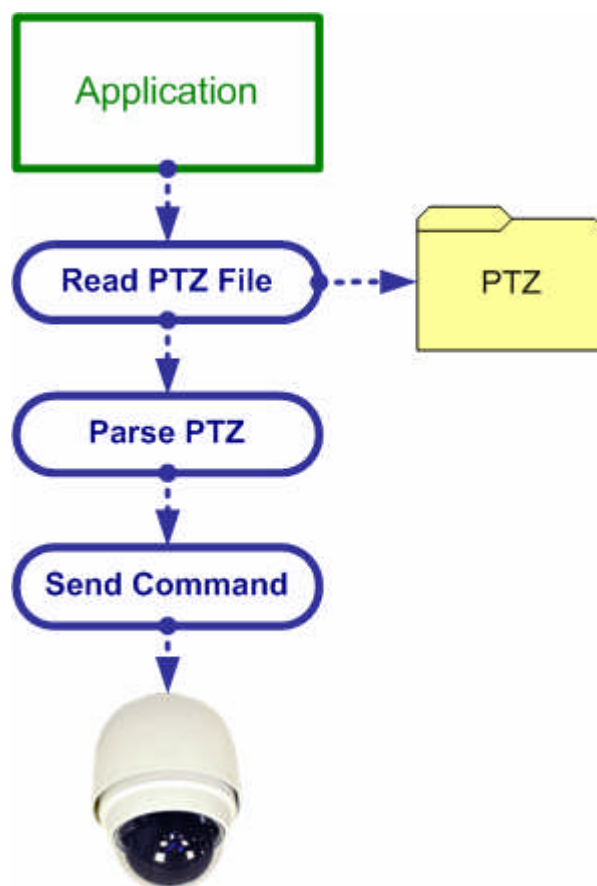 Application
Read PTZ File
PTZ
Parse PTZ
Send Command